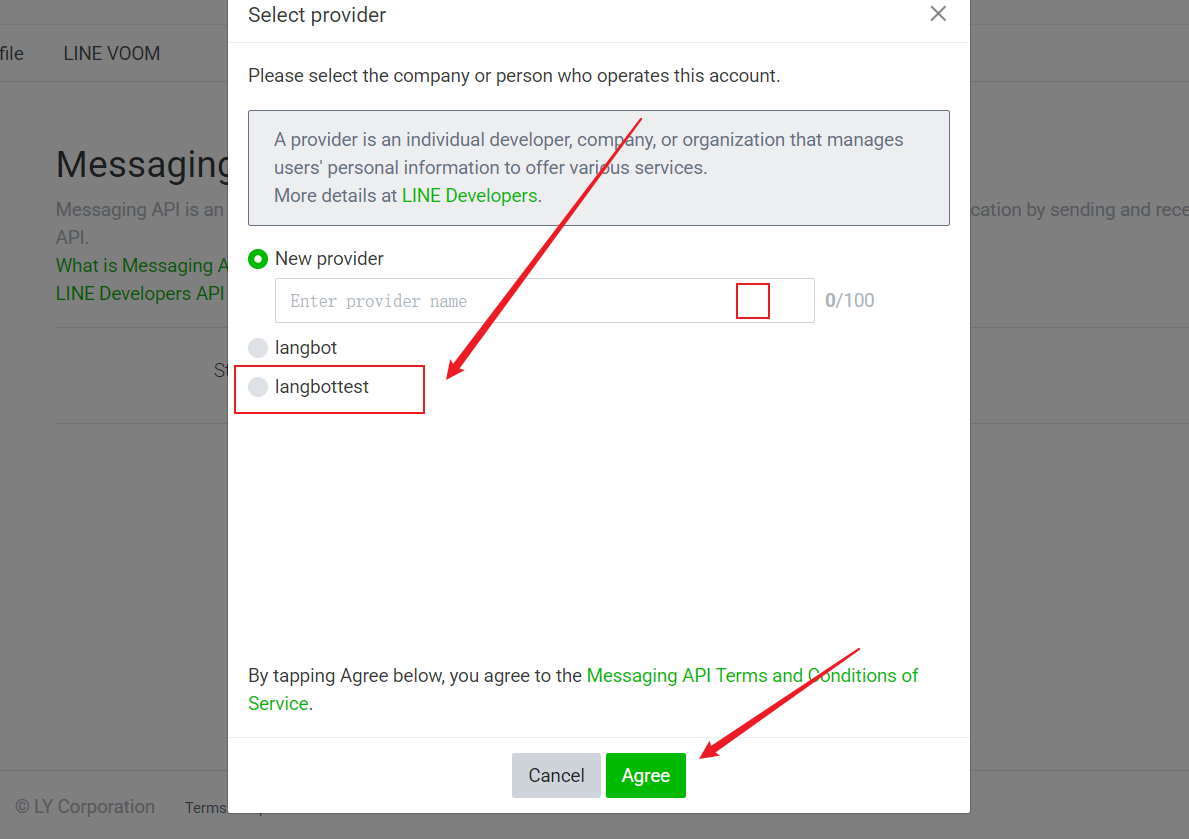 Select provider
file LINE VOOM
Please select the company or person who operates this account.
A provider is an individual developer, company, or organization that manages
users' personal information to offer various services.
More details at LINE Developers.
Messaging
Messaging API is an
cation by sending and rece
API.
What is Messaging A
LINE Developers API
New provider
Enter provider name 0/100
langbot
St
langbottest
By tapping Agree below, you agree to the Messaging API Terms and Conditions of
Service.
Cancel Agree
© LY Corporation Terms